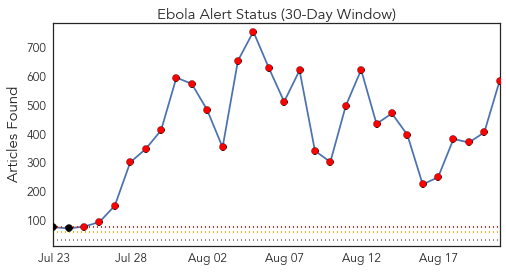 Ebola Alert Status (30-Day Window)
Articles Found
700
600
500
400
300
200
100
Jul 23 Jul 28 Aug 02 Aug 07 Aug 12 Aug 17